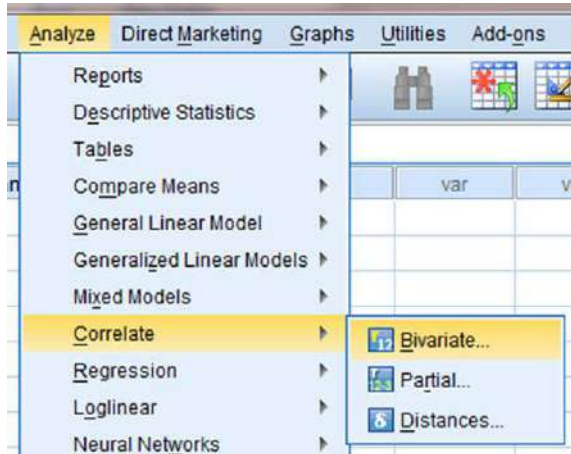 Analyze Direct Marketing Graphs Utilities Add-ons
Reports
Descriptive Statistics
Tables
Compare Means
var
General Linear Model
Generalized Linear Models
Mixed Models
Correlate
Bivariate...
Regression
Partial...
Loglinear
Distances...
Neural Networks